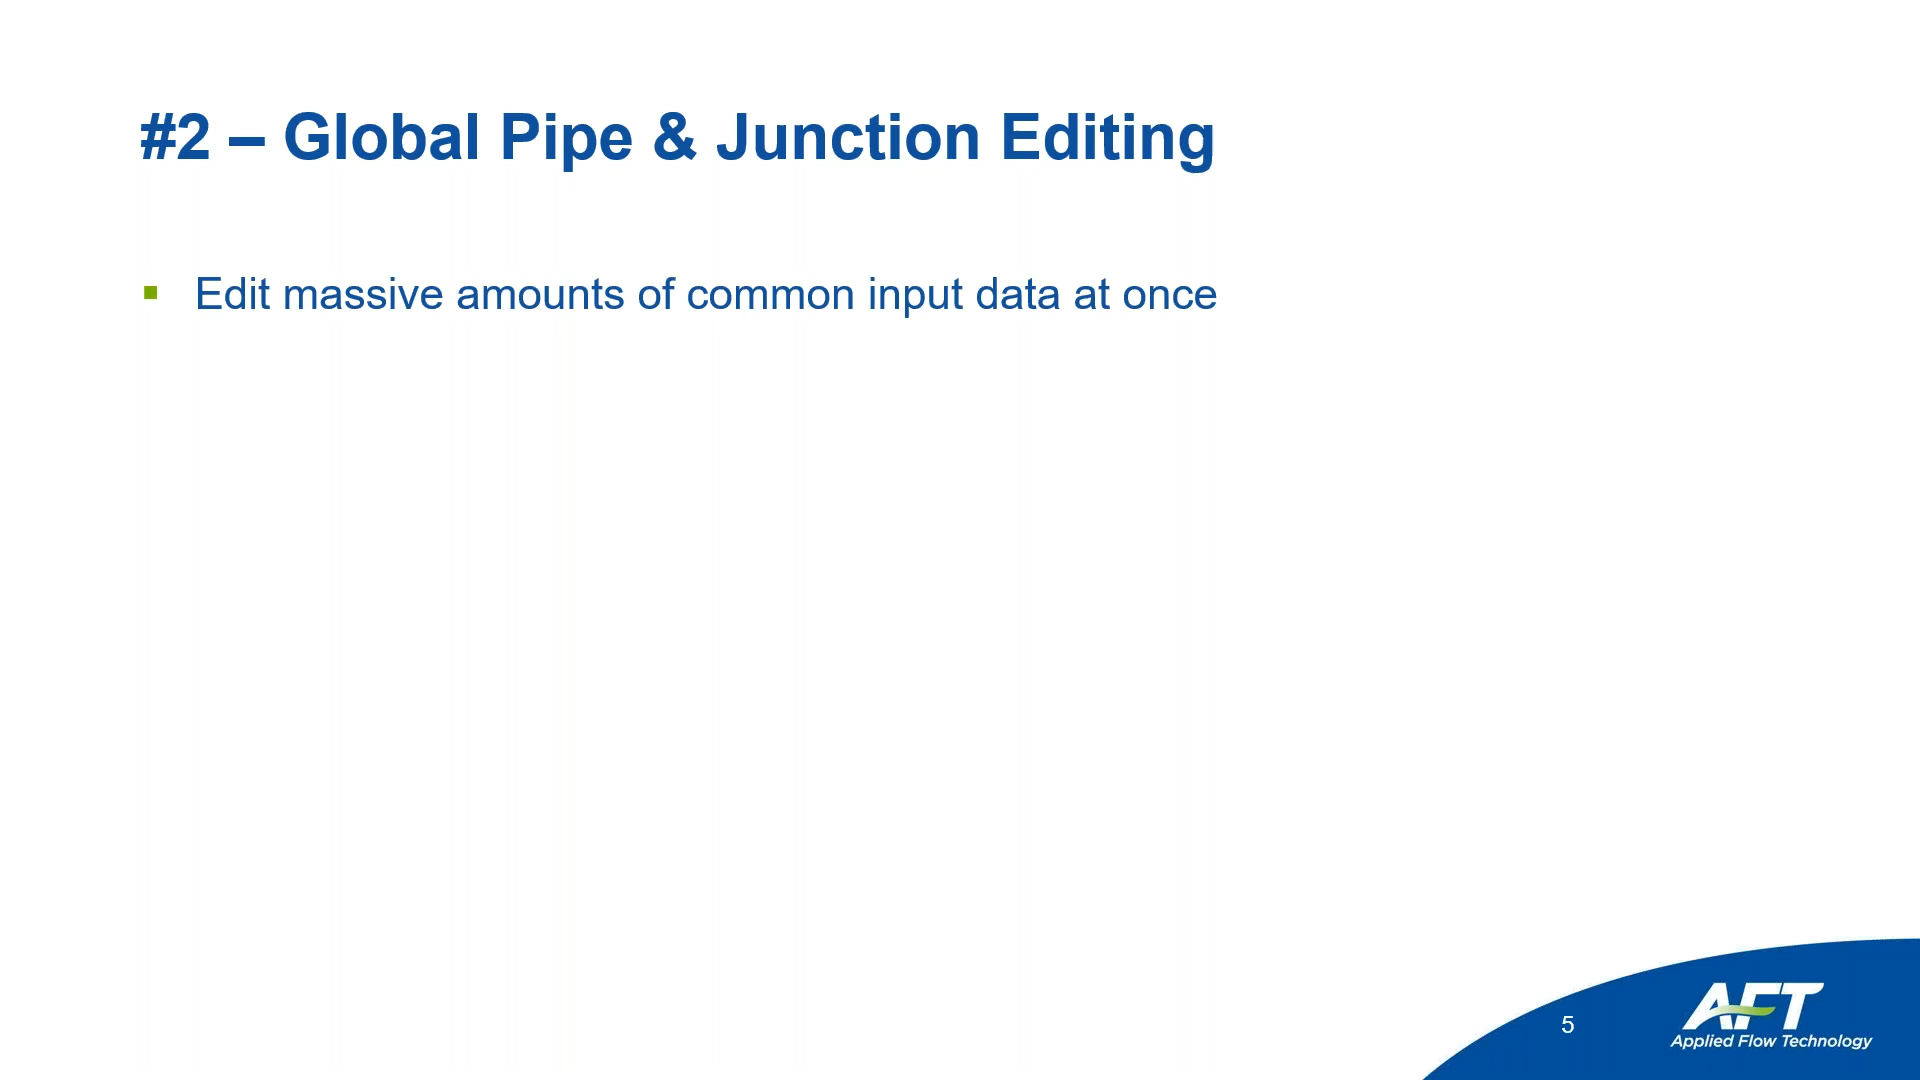 #2 – Global Pipe & Junction Editing
▪ Edit massive amounts of common input data at once
5
AFT
Applied Flow Technology